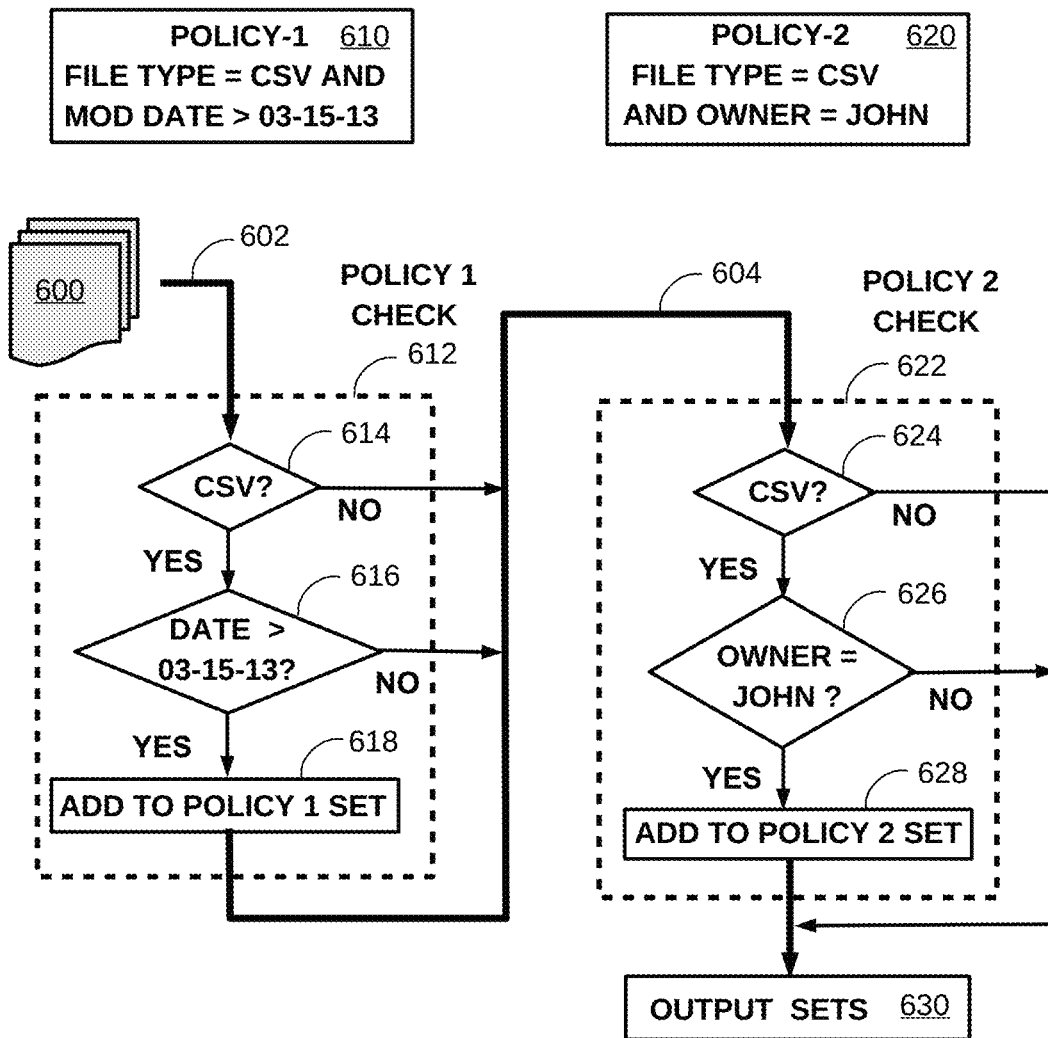 POLICY-1 610
FILE TYPE = CSV AND
MOD DATE > 03-15-13
POLICY-2 620
FILE TYPE = CSV
AND OWNER = JOHN
600
602
POLICY 1
CHECK
612
614
CSV?
NO
YES
616
DATE >
03-15-13?
NO
YES
618
ADD TO POLICY 1 SET
604
POLICY 2
CHECK
622
624
CSV?
NO
YES
626
OWNER =
JOHN ?
NO
YES
628
ADD TO POLICY 2 SET
OUTPUT SETS 630